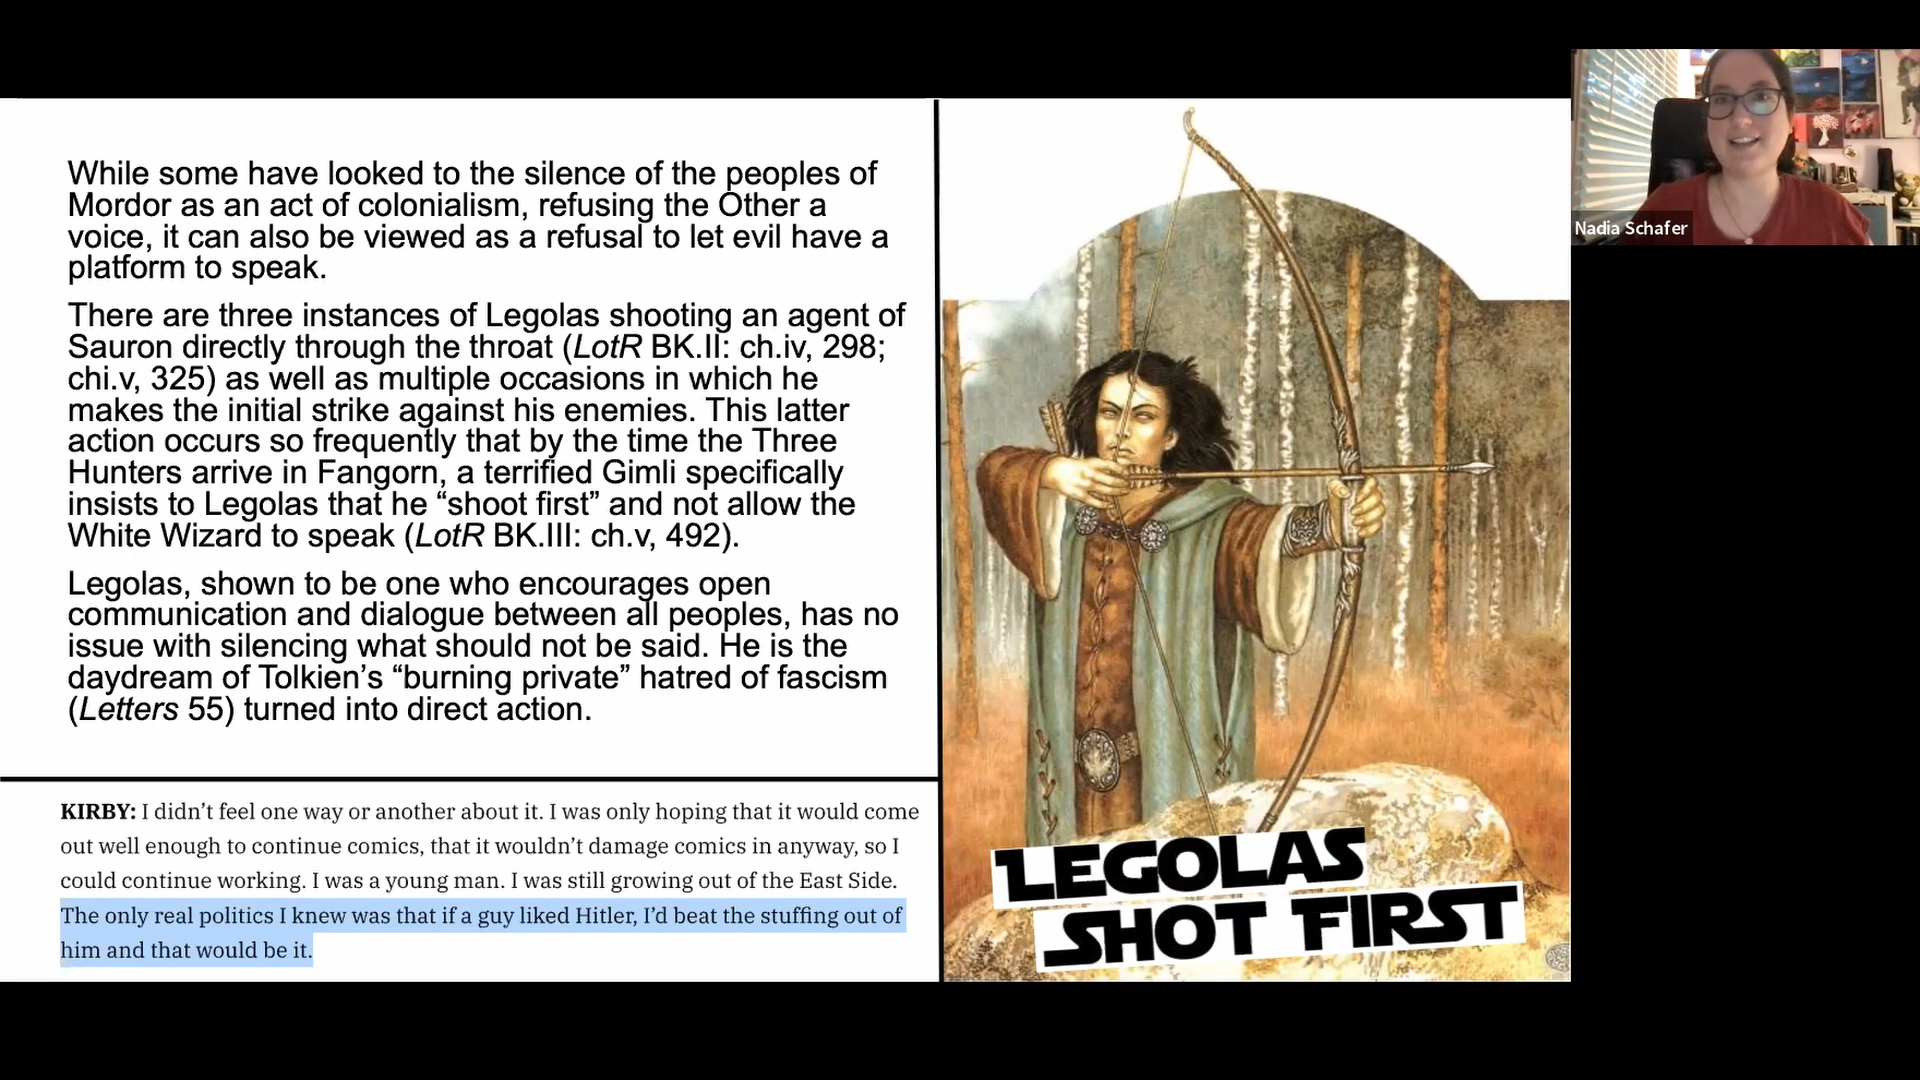 While some have looked to the silence of the peoples of
Mordor as an act of colonialism, refusing the Other a
voice, it can also be viewed as a refusal to let evil have a
platform to speak.
There are three instances of Legolas shooting an agent of
Sauron directly through the throat (LotR BK.II: ch.iv, 298;
chi.v, 325) as well as multiple occasions in which he
makes the initial strike against his enemies. This latter
action occurs so frequently that by the time the Three
Hunters arrive in Fangorn, a terrified Gimli specifically
insists to Legolas that he “shoot first” and not allow the
White Wizard to speak (LotR BK.III: ch.v, 492).
Legolas, shown to be one who encourages open
communication and dialogue between all peoples, has no
issue with silencing what should not be said. He is the
daydream of Tolkien’s “burning private” hatred of fascism
(Letters 55) turned into direct action.
KIRBY: I didn’t feel one way or another about it. I was only hoping that it would come
out well enough to continue comics, that it wouldn’t damage comics in anyway, so I
could continue working. I was a young man. I was still growing out of the East Side.
The only real politics I knew was that if a guy liked Hitler, I’d beat the stuffing out of
him and that would be it.
LEGOLAS
SHOT FIRST
Nadia Schafer